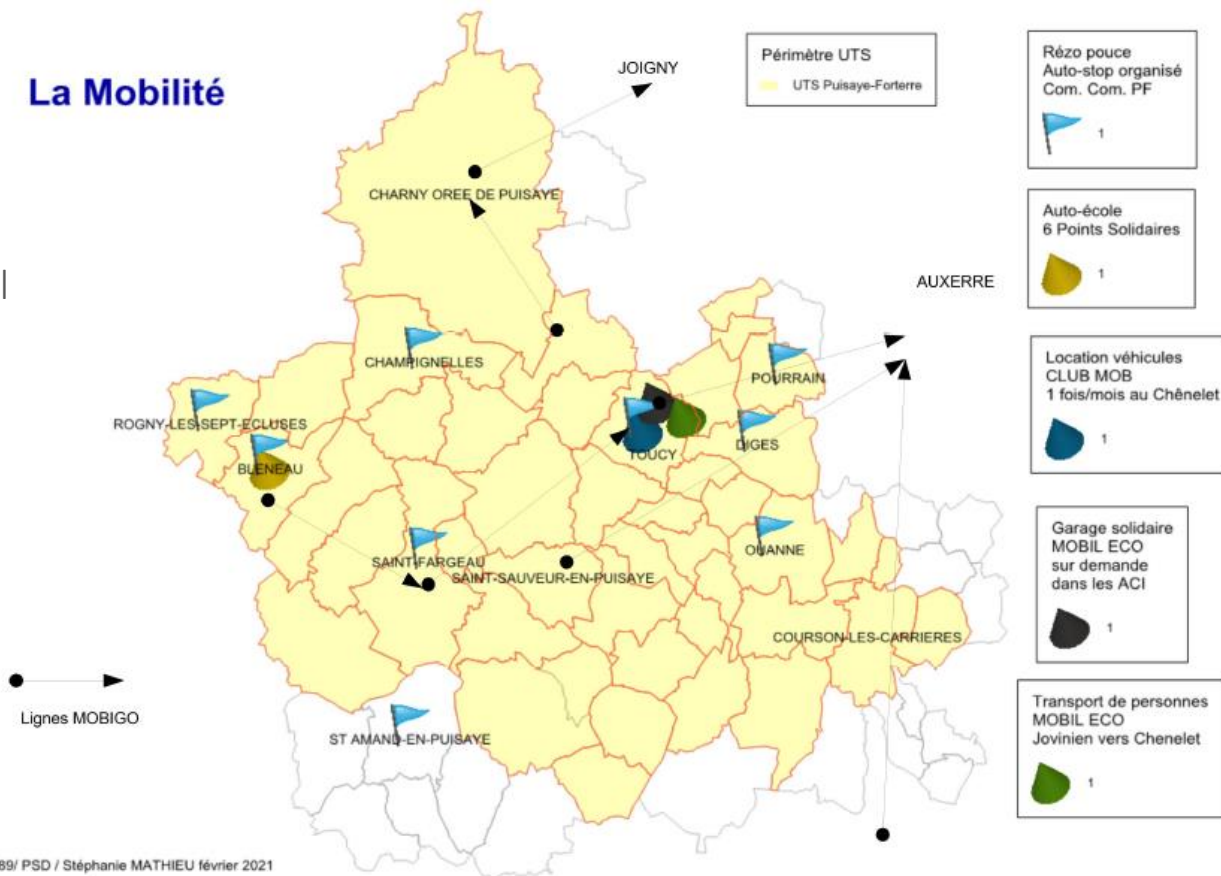 La Mobilité
Périmètre UTS
UTS Puisaye-Forterre
JOIGNY
CHARNY OREE DE PUISAYE
AUXERRE
CHAMPIGNELLES
POURRAIN
ROGNY-LES-SEPT-ECLUSES
BLENEAU
TOUCY
DIGES
SAINT-FARGEAU
SAINT-SAUVEUR-EN-PUISAYE
OUANNE
COURSON-LES-CARRIERES
ST AMAND-EN-PUISAYE
Lignes MOBIGO
Rézo pouce
Auto-stop organisé
Com. Com. PF
1
Auto-école
6 Points Solidaires
1
Location véhicules
CLUB MOB
1 fois/mois au Chênelet
1
Garage solidaire
MOBIL ECO
sur demande
dans les ACI
1
Transport de personnes
MOBIL ECO
Jovinien vers Chenelet
1
89/ PSD / Stéphanie MATHIEU février 2021